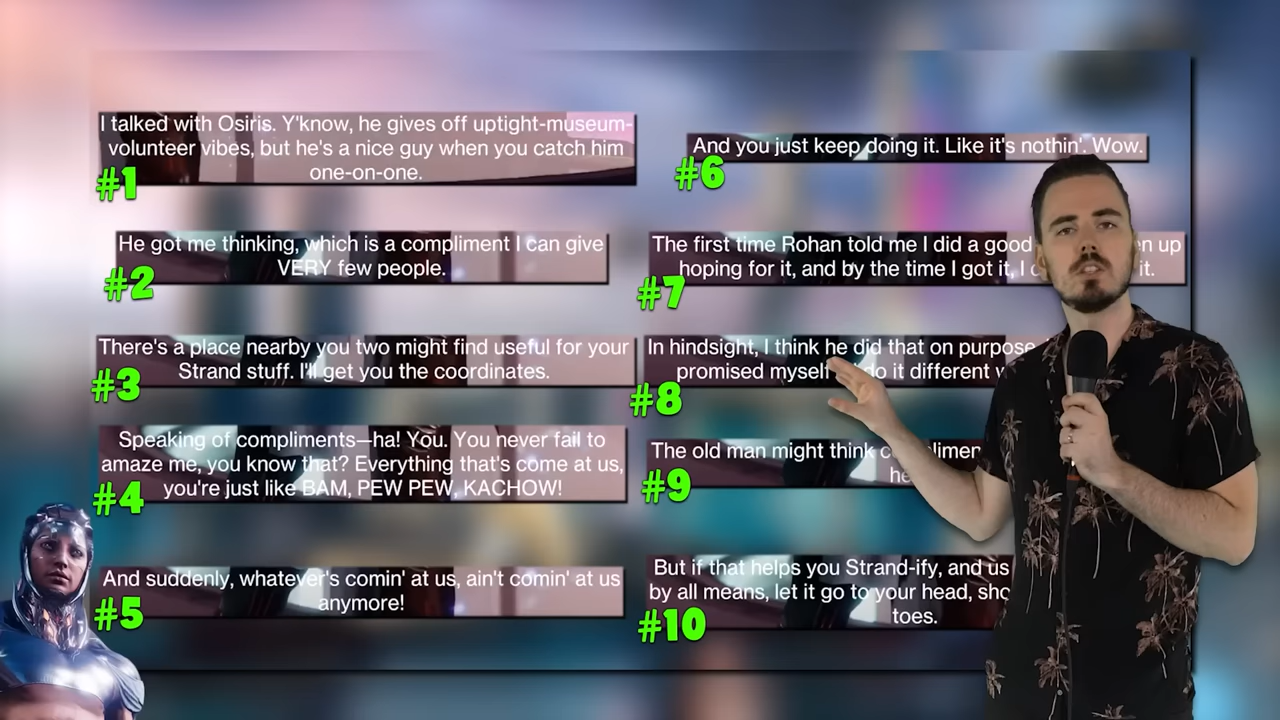 I talked with Osiris. Y'know, he gives off uptight-museum-
volunteer vibes, but he's a nice guy when you catch him
one-on-one.
#1
He got me thinking, which is a compliment I can give
VERY few people.
#2
There's a place nearby you two might find useful for your
Strand stuff. I'll get you the coordinates.
#3
Speaking of compliments—ha! You. You never fail to
amaze me, you know that? Everything that's come at us,
you're just like BAM, PEW PEW, KACHOW!
#4
And suddenly, whatever's comin' at us, ain't comin' at us
anymore!
#5
And you just keep doing it. Like it's nothin'. Wow.
#6
The first time Rohan told me I did a good up
hoping for it, and by the time I got it, I it.
#7
In hindsight, I think he did that on purpose
promised myself do it different
#8
The old man might think
#9
But if that helps you Strand-ify, and us
by all means, let it go to your head,
toes.
#10